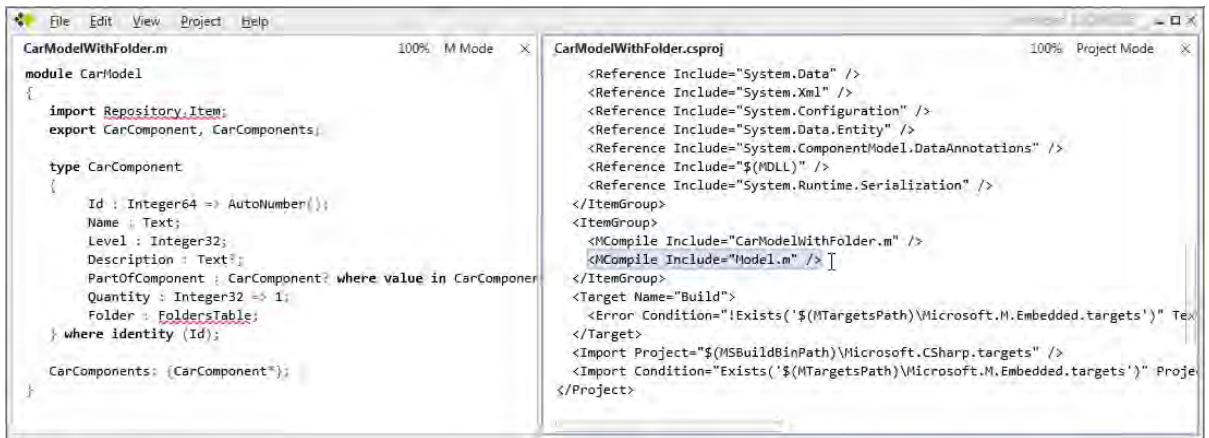 File Edit View Project Help
CarModelWithFolder.m 100% M Mode ×
module CarModel
{
import Repository.Item;
export CarComponent, CarComponents;
type CarComponent
{
Id : Integer64 => AutoNumber();
Name : Text;
Level : Integer32;
Description : Text?;
PartOfComponent : CarComponent? where value in CarComponen
Quantity : Integer32 => 1;
Folder : FoldersTable;
} where identity (Id);
CarComponents: {CarComponent*};
}
CarModelWithFolder.csproj 100% Project Mode ×
<Reference Include="System.Data" />
<Reference Include="System.Xml" />
<Reference Include="System.Configuration" />
<Reference Include="System.Data.Entity" />
<Reference Include="System.ComponentModel.DataAnnotations" />
<Reference Include="$(MDLL)" />
<Reference Include="System.Runtime.Serialization" />
</ItemGroup>
<ItemGroup>
<MCompile Include="CarModelWithFolder.m" />
<MCompile Include="Model.m" />
</ItemGroup>
<Target Name="Build">
<Error Condition="!Exists('$(MTargetsPath)\Microsoft.M.Embedded.targets')" Tex
</Target>
<Import Project="$(MSBuildBinPath)\Microsoft.CSharp.targets" />
<Import Condition="Exists('$(MTargetsPath)\Microsoft.M.Embedded.targets')" Proje
</Project>